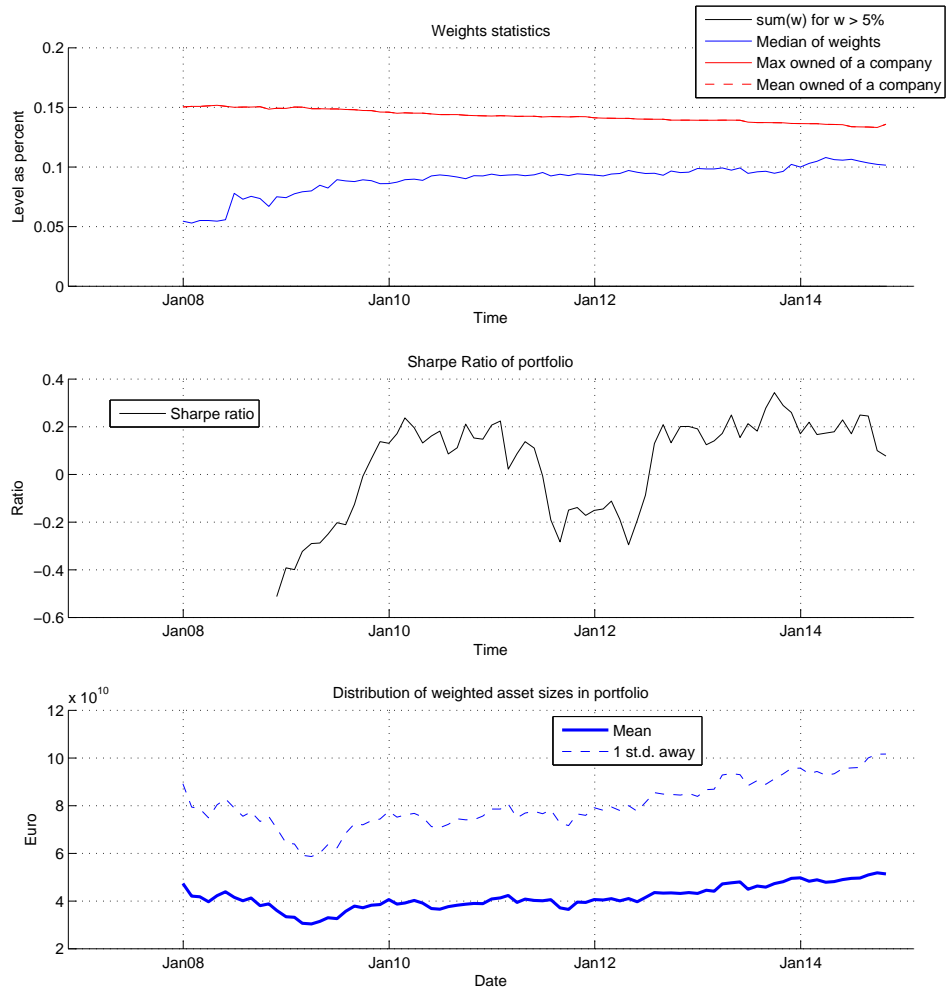 Weights statistics
sum(w) for w > 5%
Median of weights
Max owned of a company
Mean owned of a company
0.2
0.15
0.1
0.05
0
Level as percent
Jan08 Jan10 Jan12 Jan14
Time
Sharpe Ratio of portfolio
Sharpe ratio
0.4
0.2
0
−0.2
−0.4
−0.6
Ratio
Jan08 Jan10 Jan12 Jan14
Time
x 10^10
Distribution of weighted asset sizes in portfolio
Mean
1 st.d. away
12
10
8
6
4
2
Euro
Jan08 Jan10 Jan12 Jan14
Date